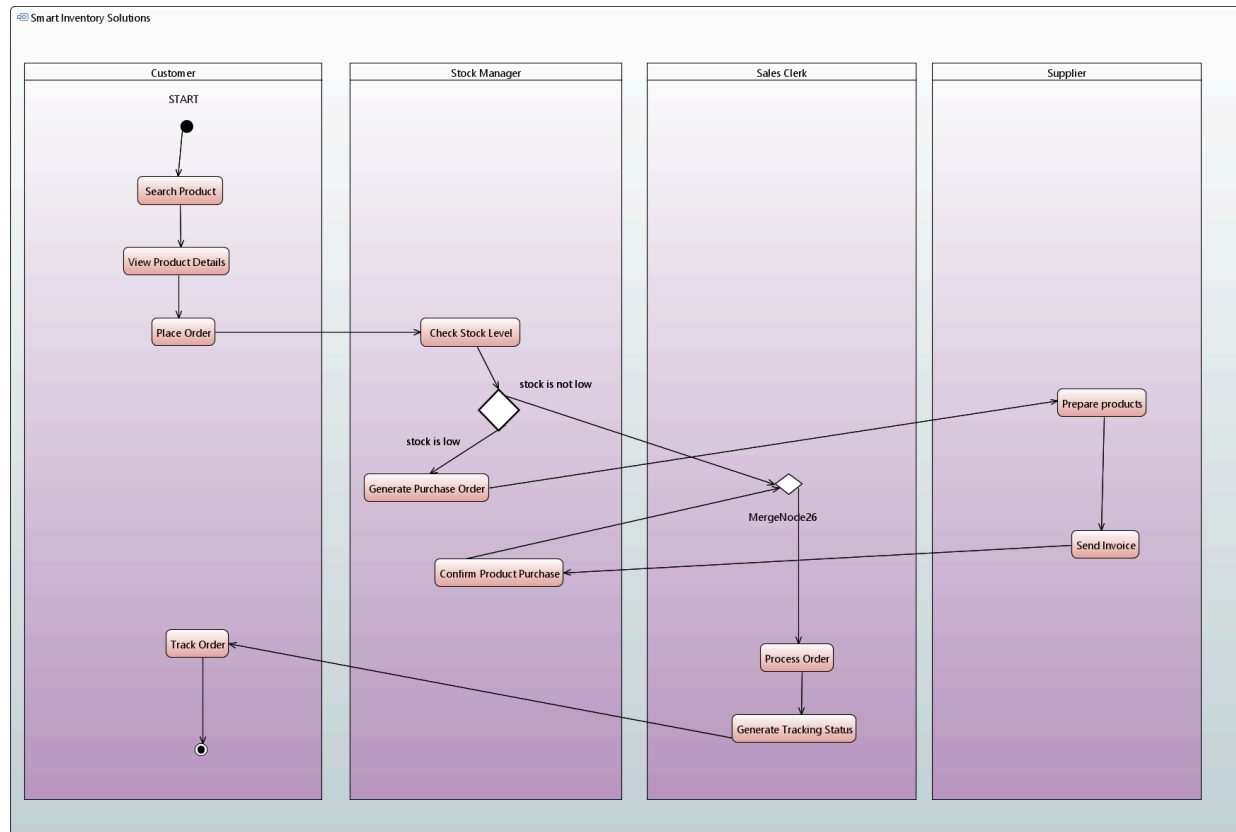 Smart Inventory Solutions
Customer
Stock Manager
Sales Clerk
Supplier
START
Search Product
View Product Details
Place Order
Check Stock Level
stock is not low
Prepare products
stock is low
Generate Purchase Order
MergeNode26
Send Invoice
Confirm Product Purchase
Track Order
Process Order
Generate Tracking Status